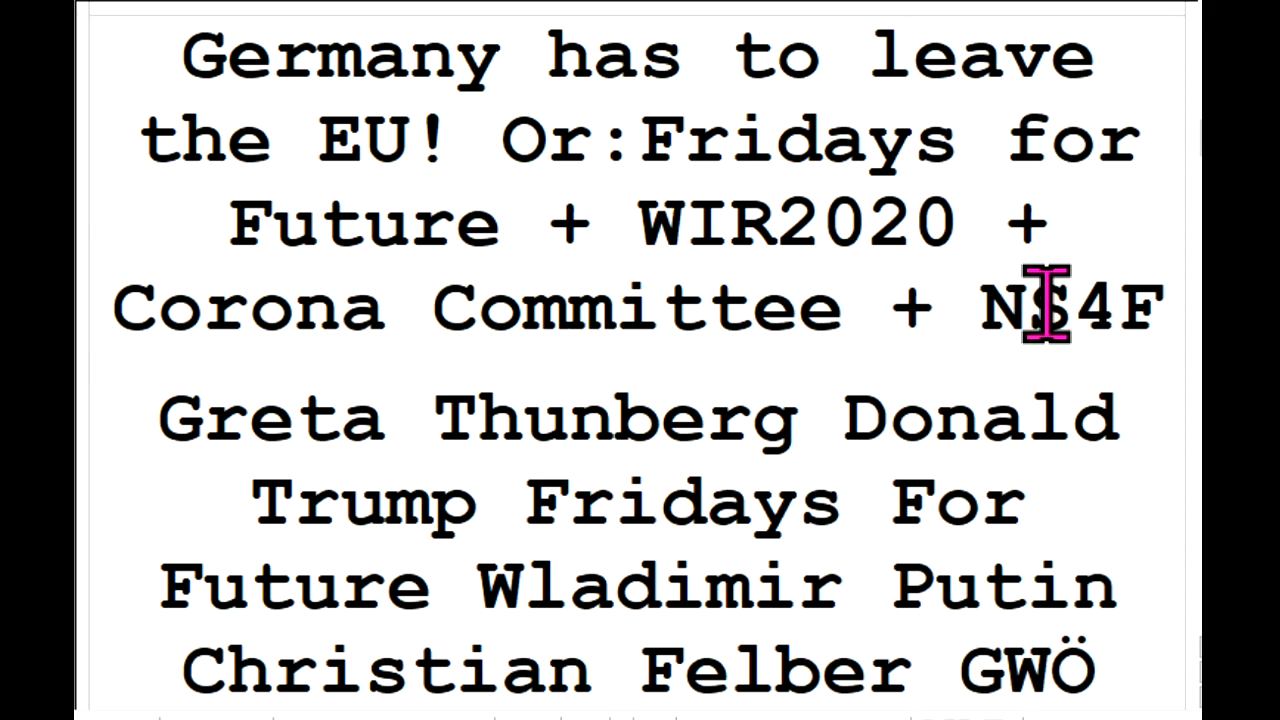 Germany has to leave
the EU! Or:Fridays for
Future + WIR2020 +
Corona Committee + NS4F
Greta Thunberg Donald
Trump Fridays For
Future Wladimir Putin
Christian Felber GWÖ